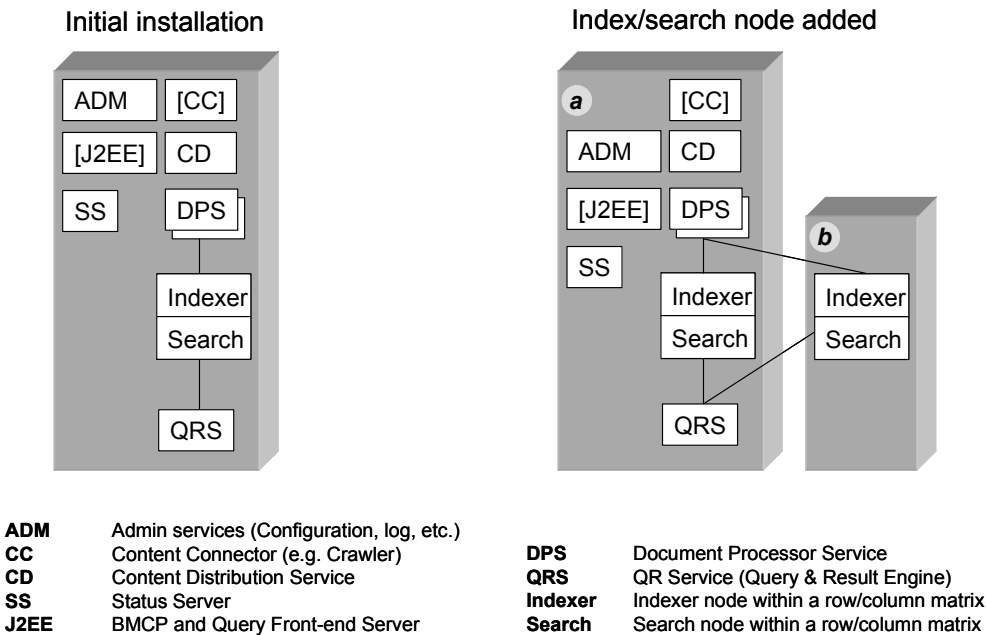 Initial installation
ADM
[CC]
[J2EE]
CD
SS
DPS
Indexer
Search
QRS
Index/search node added
a
[CC]
ADM
CD
[J2EE]
DPS
SS
Indexer
Search
QRS
b
Indexer
Search
ADM Admin services (Configuration, log, etc.)
CC Content Connector (e.g. Crawler)
CD Content Distribution Service
SS Status Server
J2EE BMCP and Query Front-end Server
DPS Document Processor Service
QRS QR Service (Query & Result Engine)
Indexer Indexer node within a row/column matrix
Search Search node within a row/column matrix